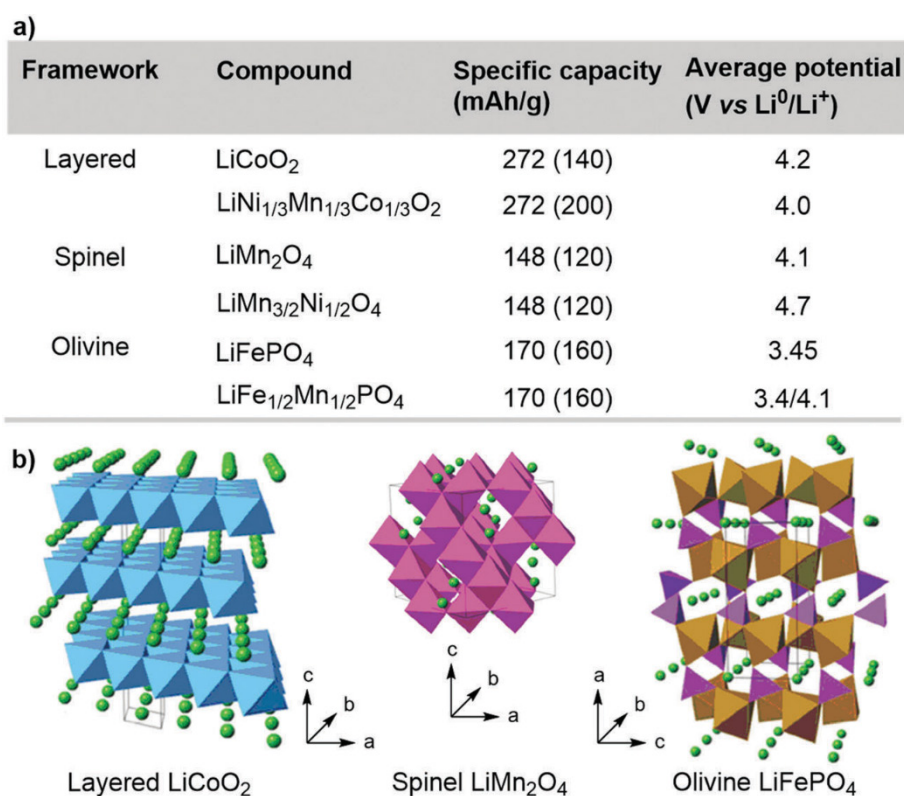 a)
Framework Compound Specific capacity (mAh/g) Average potential (V vs Li⁰/Li⁺)
Layered LiCoO₂ 272 (140) 4.2
LiNi₁/₃Mn₁/₃Co₁/₃O₂ 272 (200) 4.0
Spinel LiMn₂O₄ 148 (120) 4.1
LiMn₃/₂Ni₁/₂O₄ 148 (120) 4.7
Olivine LiFePO₄ 170 (160) 3.45
LiFe₁/₂Mn₁/₂PO₄ 170 (160) 3.4/4.1
b)
c b a
c b a
a b c
Layered LiCoO₂ Spinel LiMn₂O₄ Olivine LiFePO₄